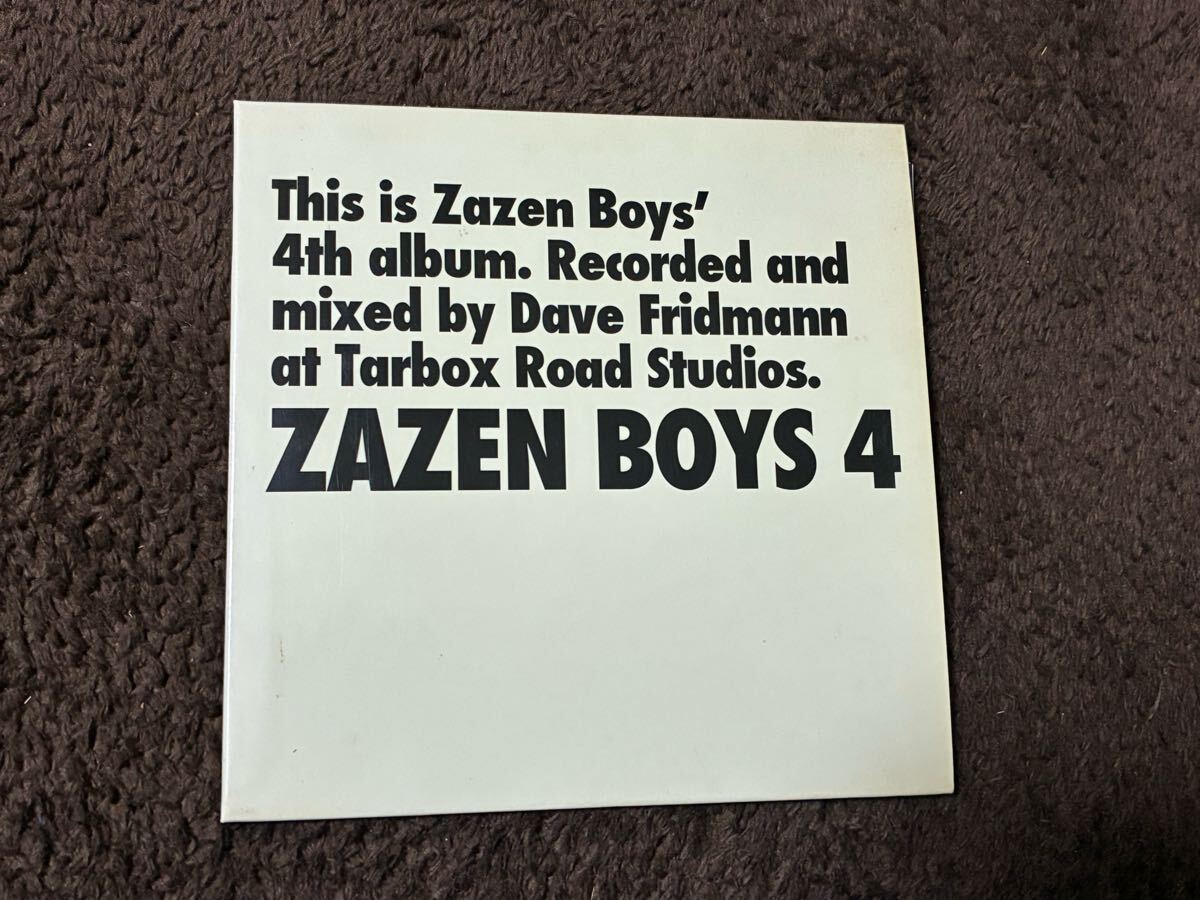 This is Zazen Boys’
4th album. Recorded and
mixed by Dave Fridmann
at Tarbox Road Studios.
ZAZEN BOYS 4